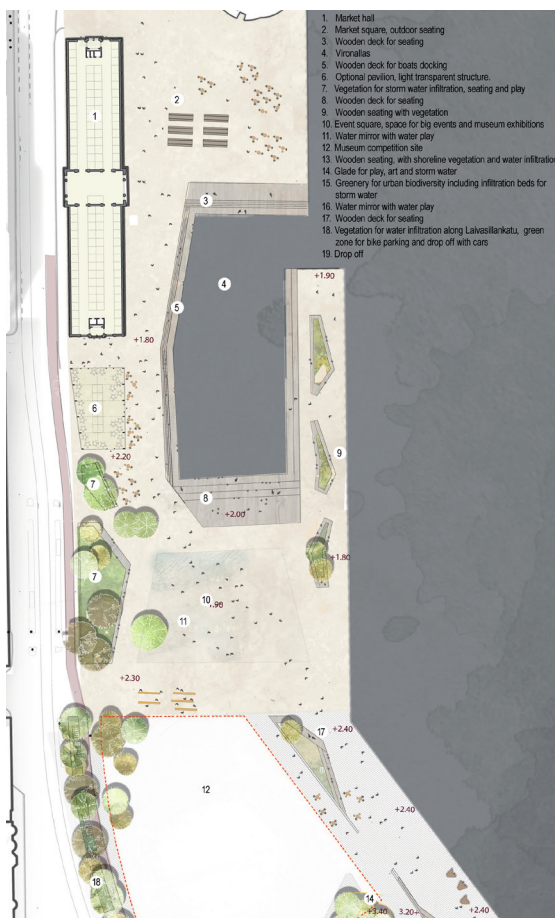 1. Market hall
2. Market square, outdoor seating
3. Wooden deck for seating
4. Vironallas
5. Wooden deck for boats docking
6. Optional pavilion, light transparent structure.
7. Vegetation for storm water infiltration, seating and play
8. Wooden deck for seating
9. Wooden seating with vegetation
10. Event square, space for big events and museum exhibitions
11. Water mirror with water play
12. Museum competition site
13. Wooden seating, with shoreline vegetation and water infiltration
14. Glade for play, art and storm water
15. Greenery for urban biodiversity including infiltration beds for
storm water
16. Water mirror with water play
17. Wooden deck for seating
18. Vegetation for water infiltration along Laivasillankatu, green
zone for bike parking and drop off with cars
19. Drop off
1
2
3
4
+1.90
5
+1.80
6
9
+2.20
7
8
+2.00
+1.80
7
10
11
+2.30
17
+2.40
12
+2.40
18
14
+3.40
3.20+
+2.40